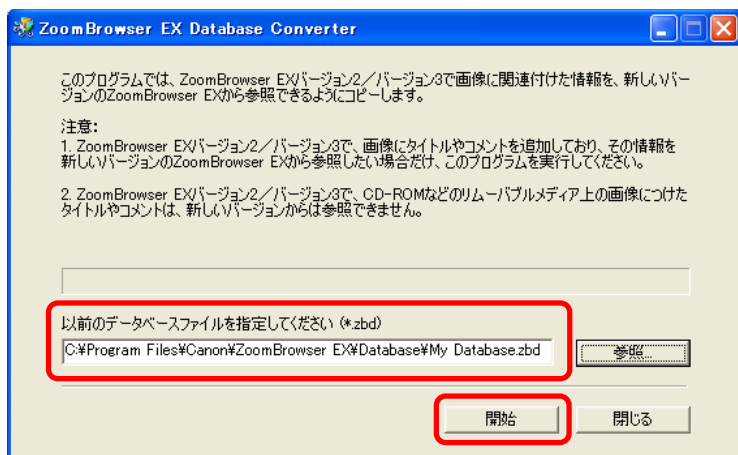 ZoomBrowser EX Database Converter
このプログラムでは、ZoomBrowser EXバージョン2／バージョン3で画像に関連付けた情報を、新しいバー
ジョンのZoomBrowser EXから参照できるようにコピーします。
注意:
1. ZoomBrowser EXバージョン2／バージョン3で、画像にタイトルやコメントを追加しており、その情報を
新しいバージョンのZoomBrowser EXから参照したい場合だけ、このプログラムを実行してください。
2. ZoomBrowser EXバージョン2／バージョン3で、CD-ROMなどのリムーバブルメディア上の画像につけた
タイトルやコメントは、新しいバージョンからは参照できません。
以前のデータベースファイルを指定してください (*.zbd)
C:¥Program Files¥Canon¥ZoomBrowser EX¥Database¥My Database.zbd
参照...
開始
閉じる